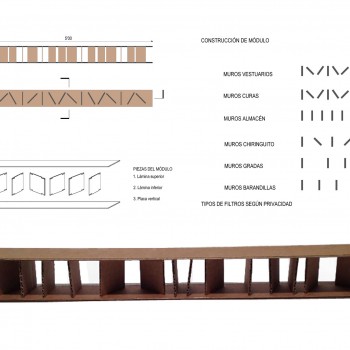 CONSTRUCCIÓN DE MÓDULO
MUROS VESTUARIOS
MUROS CURAS
MUROS ALMACÉN
MUROS CHIRINGUITO
MUROS GRADAS
MUROS BARANDILLAS
TIPOS DE FILTROS SEGÚN PRIVACIDAD
PIEZAS DEL MÓDULO
1. Lámina superior
2. Lámina inferior
3. Placa vertical